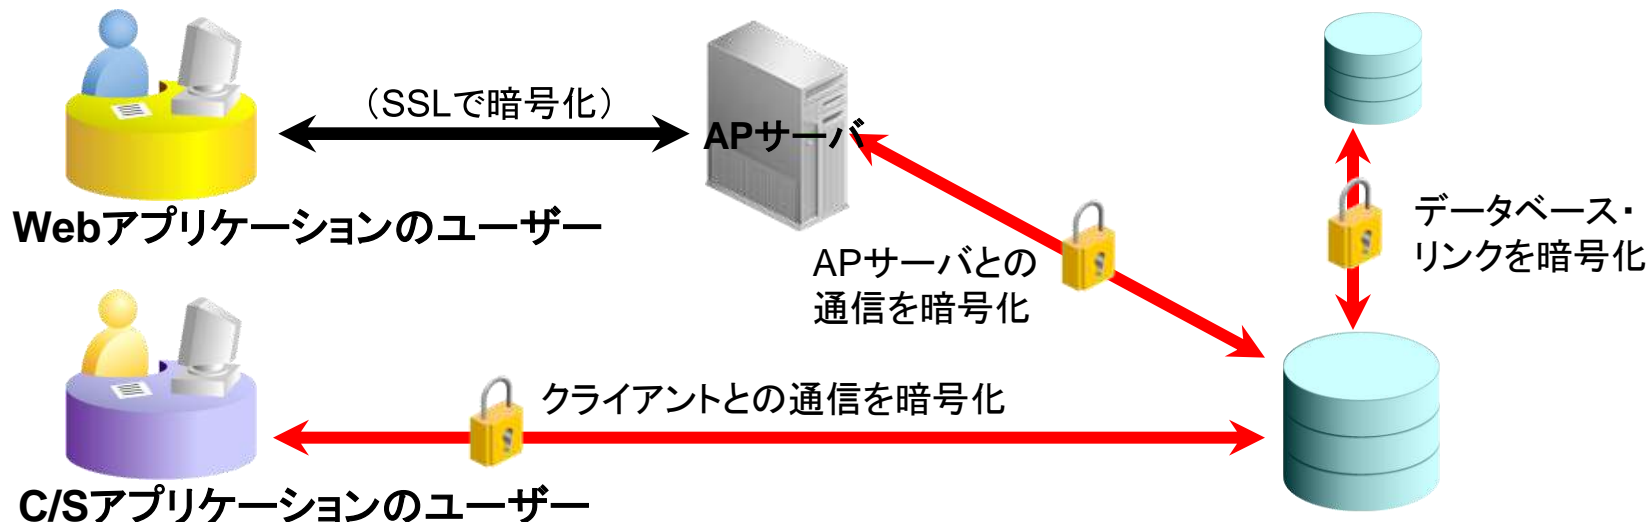 （SSLで暗号化）
APサーバ
Webアプリケーションのユーザー
データベース・
リンクを暗号化
APサーバとの
通信を暗号化
クライアントとの通信を暗号化
C/Sアプリケーションのユーザー